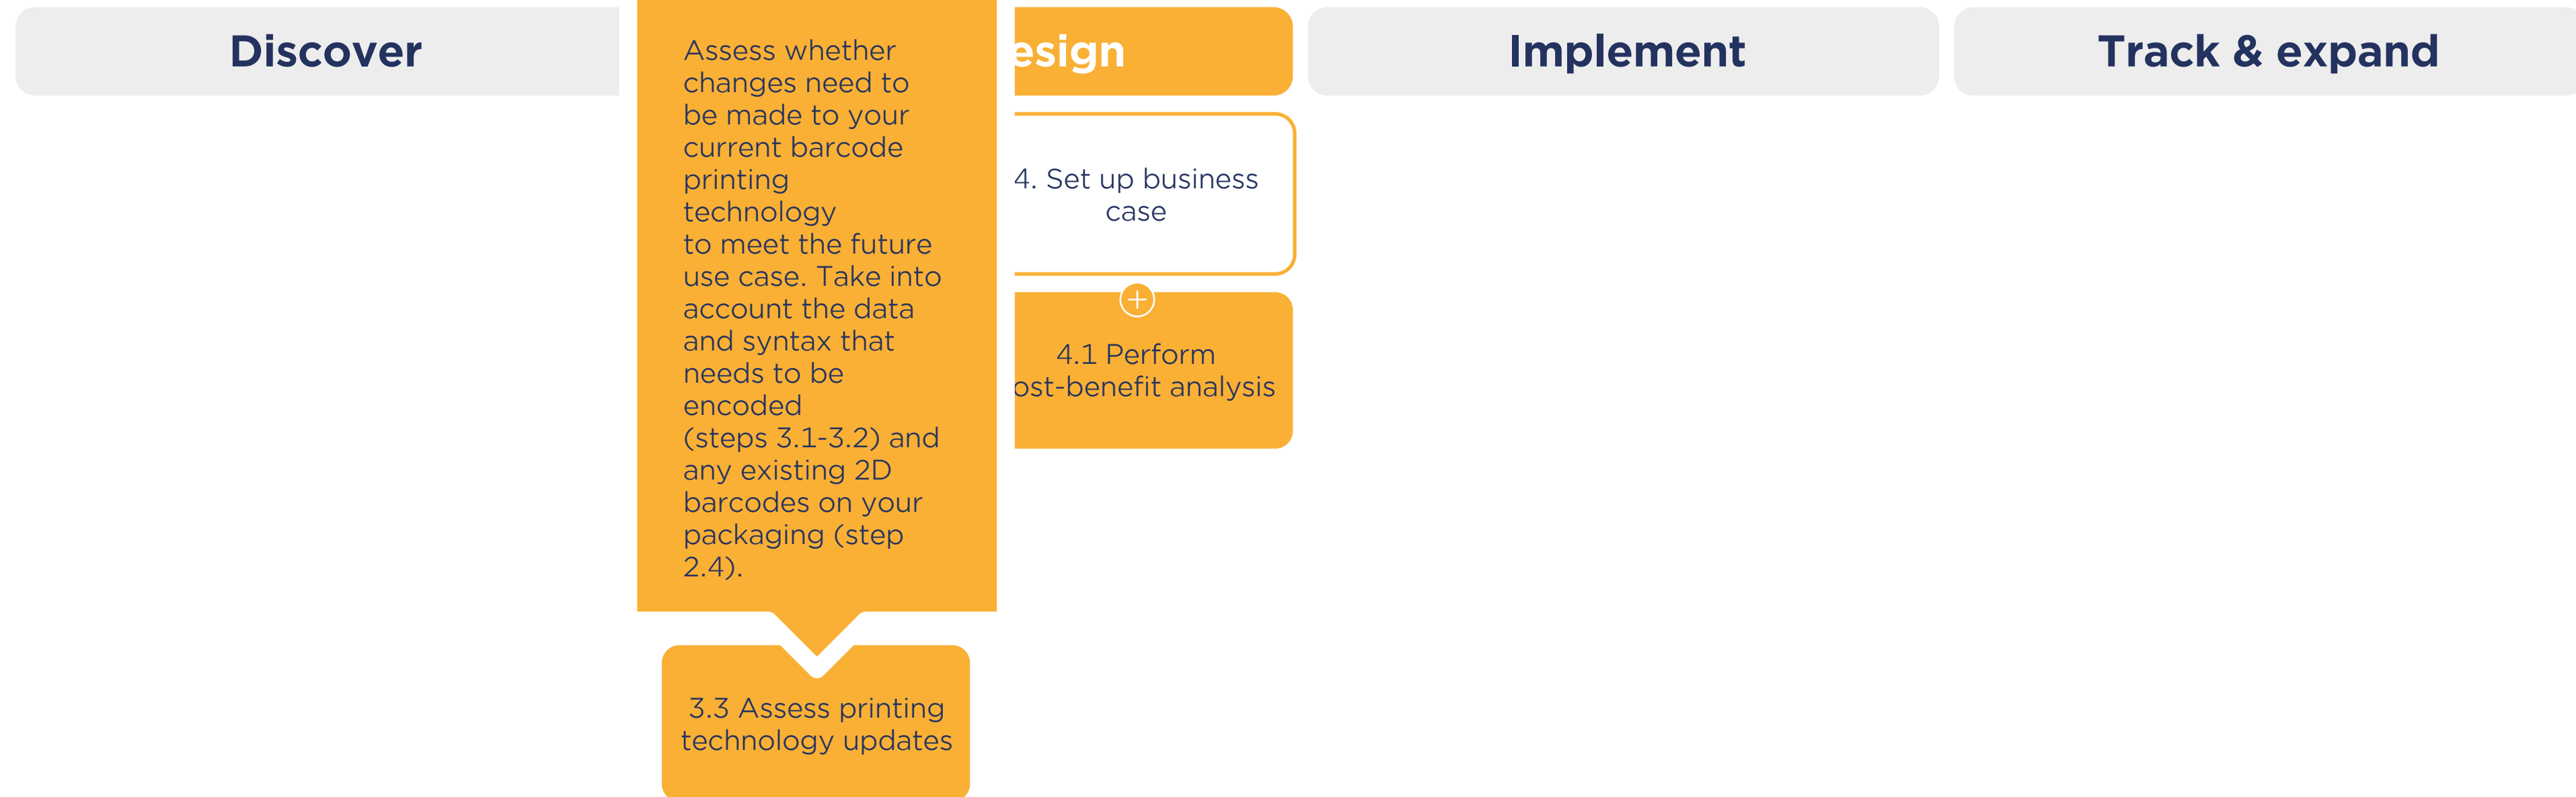 Discover
Assess whether
changes need to
be made to your
current barcode
printing
technology
to meet the future
use case. Take into
account the data
and syntax that
needs to be
encoded
(steps 3.1-3.2) and
any existing 2D
barcodes on your
packaging (step
2.4).
3.3 Assess printing
technology updates
esign
4. Set up business
case
4.1 Perform
ost-benefit analysis
Implement
Track & expand